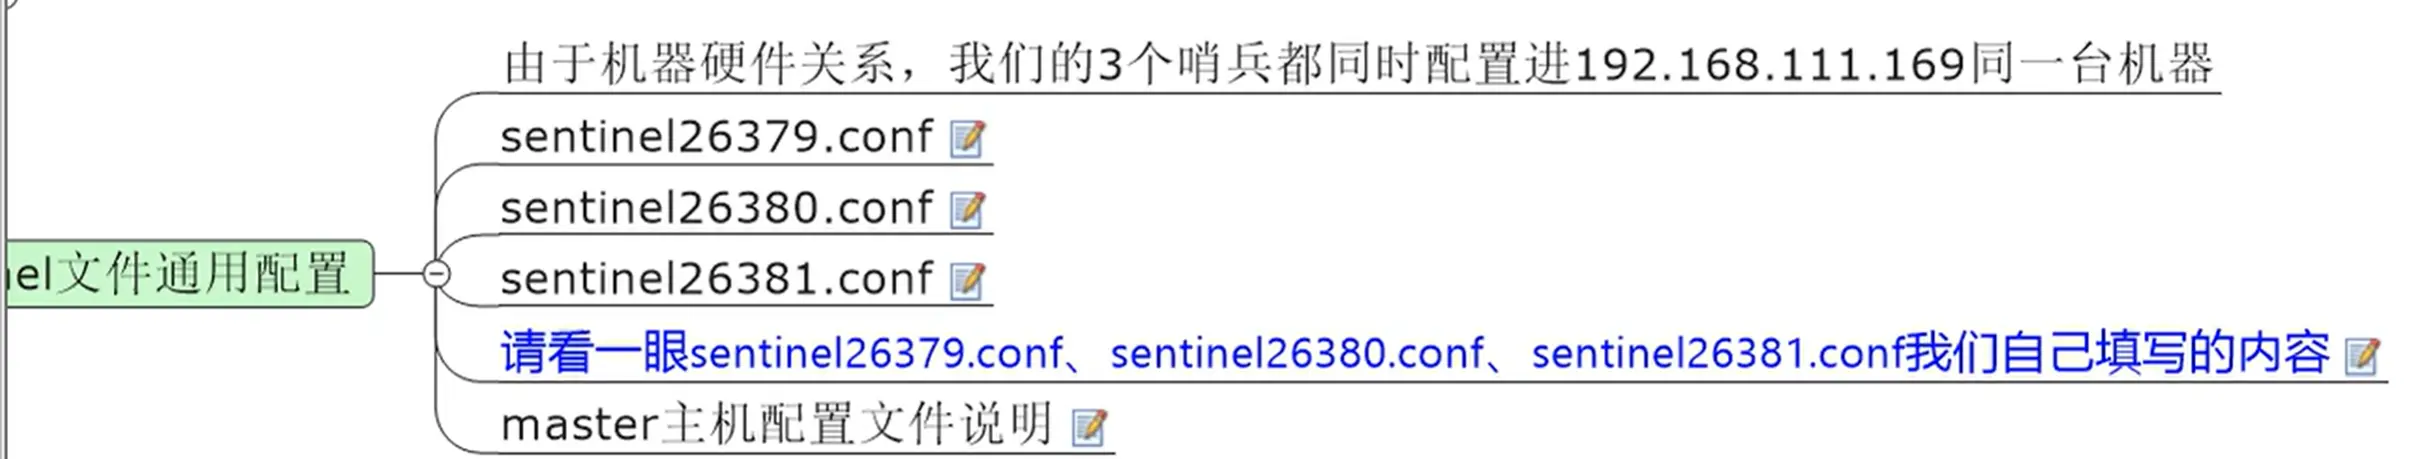 由于机器硬件关系，我们的3个哨兵都同时配置进192.168.111.169同一台机器
sentinel26379.conf
sentinel26380.conf
sentinel26381.conf
nel文件通用配置
请看一眼sentinel26379.conf、sentinel26380.conf、sentinel26381.conf我们自己填写的内容
master主机配置文件说明